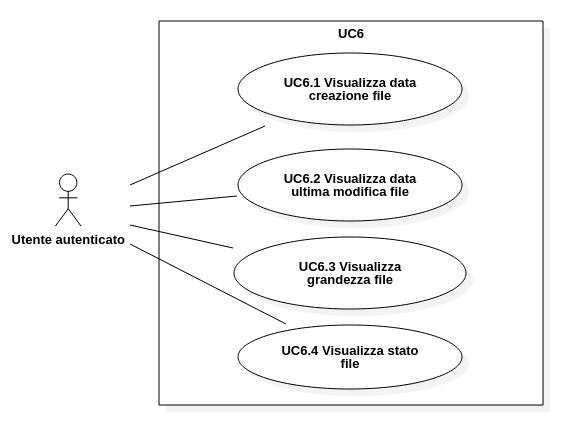 UC6
UC6.1 Visualizza data
creazione file
UC6.2 Visualizza data
ultima modifica file
Utente autenticato
UC6.3 Visualizza
grandezza file
UC6.4 Visualizza stato
file